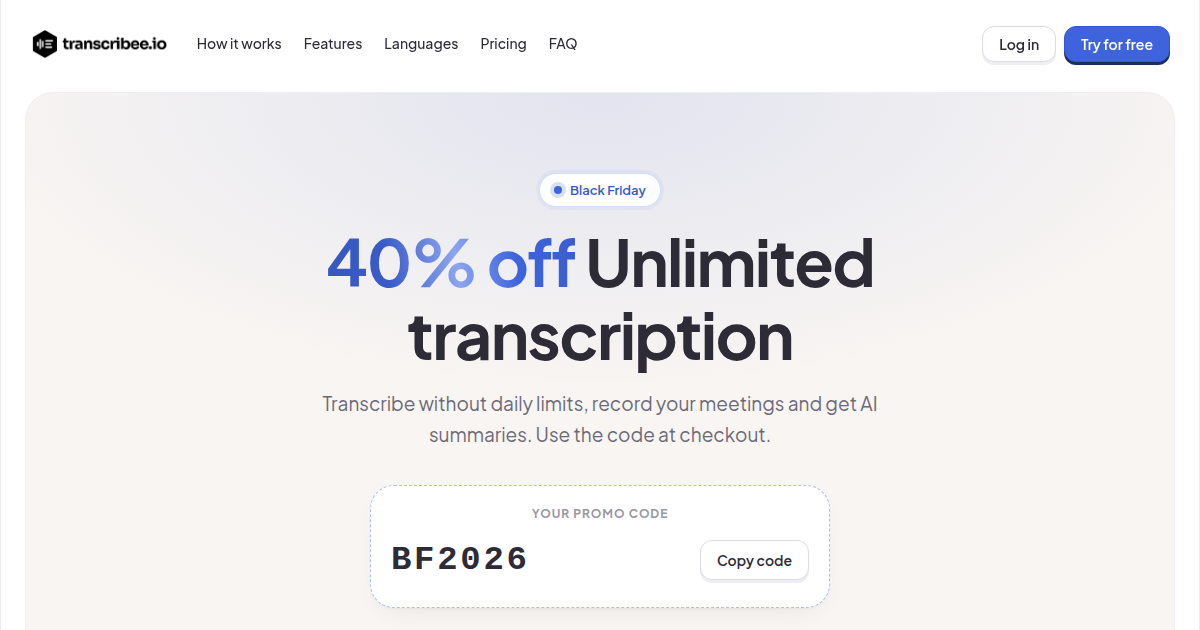 transcribee.io How it works Features Languages Pricing FAQ Log in Try for free
Black Friday
40% off Unlimited
transcription
Transcribe without daily limits, record your meetings and get AI
summaries. Use the code at checkout.
YOUR PROMO CODE
BF2026 Copy code